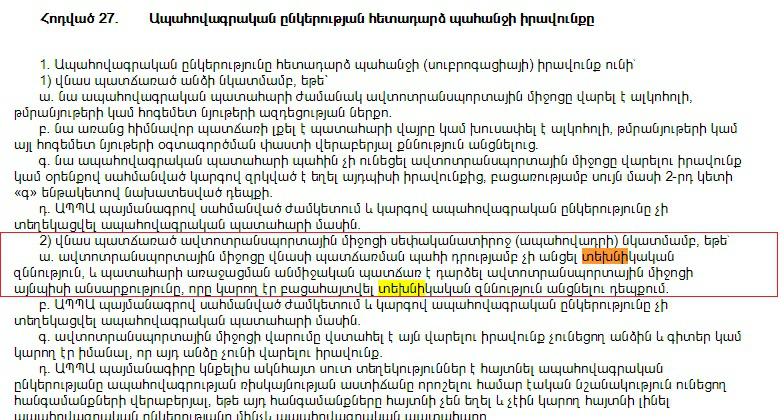 Հոդված 27. Ապահովագրական ընկերության հետադարձ պահանջի իրավունքը
1. Ապահովագրական ընկերությունը հետադարձ պահանջի (սուբրոգացիայի) իրավունք ունի՝
1) վնաս պատճառած անձի նկատմամբ, եթե՝
ա. նա ապահովագրական պատահարի ժամանակ ավտոտրանսպորտային միջոցը վարել է ալկոհոլի,
թմրանյութերի կամ հոգեմետ նյութերի ազդեցության ներքո.
բ. նա առանց հիմնավոր պատճառի լքել է պատահարի վայրը կամ խուսափել է ալկոհոլի, թմրանյութերի կամ
այլ հոգեմետ նյութերի օգտագործման փաստի վերաբերյալ քննություն անցնելուց.
գ. նա ապահովագրական պատահարի պահին չի ունեցել ավտոտրանսպորտային միջոցը վարելու իրավունք
կամ օրենքով սահմանված կարգով զրկված է եղել այդպիսի իրավունքից, բացառությամբ սույն մասի 2-րդ կետի
«գ» ենթակետով նախատեսված դեպքի.
դ. ԱՊՊԱ պայմանագրով սահմանված ժամկետում և կարգով ապահովագրական ընկերությանը չի
տեղեկացվել ապահովագրական պատահարի մասին.
2) վնաս պատճառած ավտոտրանսպորտային միջոցի սեփականատիրոջ (ապահովադրի) նկատմամբ, եթե՝
ա. ավտոտրանսպորտային միջոցը վնասի պատճառման պահի դրությամբ չի անցել տեխնիկական
զննություն, և պատահարի առաջացման անմիջական պատճառ է դարձել ավտոտրանսպորտային միջոցի
այնպիսի անսարքությունը, որը կարող էր բացահայտվել տեխնիկական զննություն անցնելու դեպքում.
բ. ԱՊՊԱ պայմանագրով սահմանված ժամկետում և կարգով ապահովագրական ընկերությանը չի
տեղեկացվել ապահովագրական պատահարի մասին.
գ. ավտոտրանսպորտային միջոցի վարումը վստահել է այն վարելու իրավունք չունեցող անձին և գիտեր կամ
կարող էր իմանալ, որ այդ անձը չունի վարելու իրավունք.
դ. ԱՊՊԱ պայմանագիրը կնքելիս ակնհայտ սուտ տեղեկություններ է հայտնել ապահովագրական
ընկերությանը ապահովագրության ռիսկայնության աստիճանը որոշելու համար էական նշանակություն ունեցող
հանգամանքների վերաբերյալ, եթե այդ հանգամանքները հայտնի չեն եղել և չէին կարող հայտնի լինել
ապահովագրական ընկերությանը մինչև ապահովագրական պատահարը.